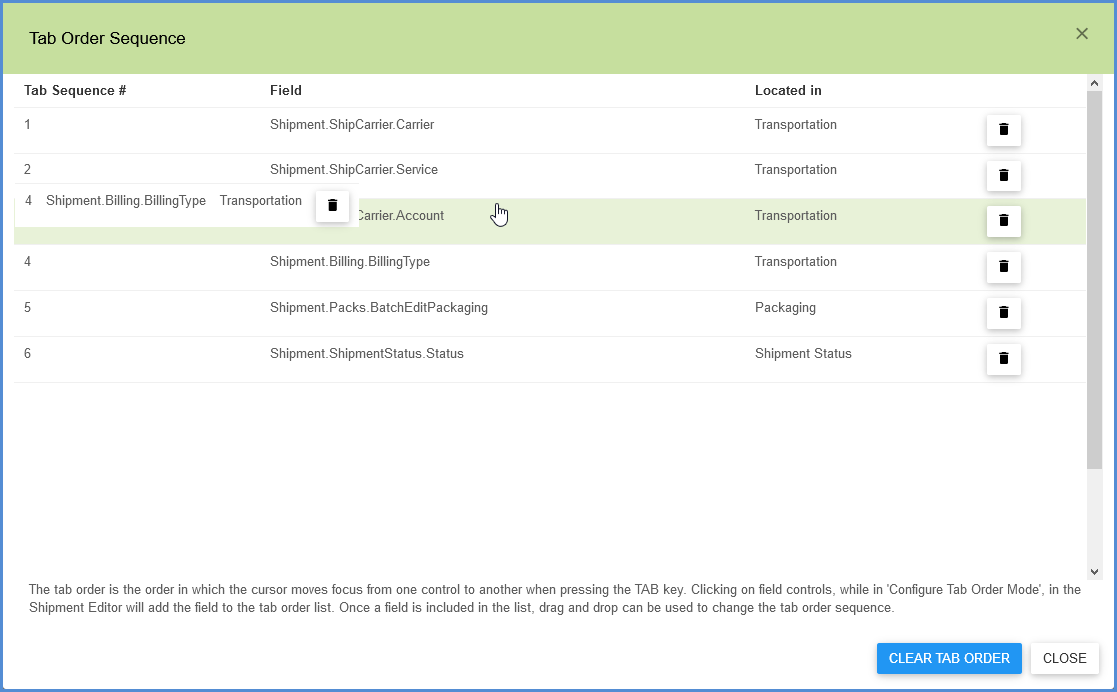 Tab Order Sequence
Tab Sequence # Field Located in
1 Shipment.ShipCarrier.Carrier Transportation
2 Shipment.ShipCarrier.Service Transportation
4 Shipment.Billing.BillingType Transportation
Carrier.Account Transportation
4 Shipment.Billing.BillingType Transportation
5 Shipment.Packs.BatchEditPackaging Packaging
6 Shipment.ShipmentStatus.Status Shipment Status
The tab order is the order in which the cursor moves focus from one control to another when pressing the TAB key. Clicking on field controls, while in 'Configure Tab Order Mode', in the
Shipment Editor will add the field to the tab order list. Once a field is included in the list, drag and drop can be used to change the tab order sequence.
CLEAR TAB ORDER CLOSE